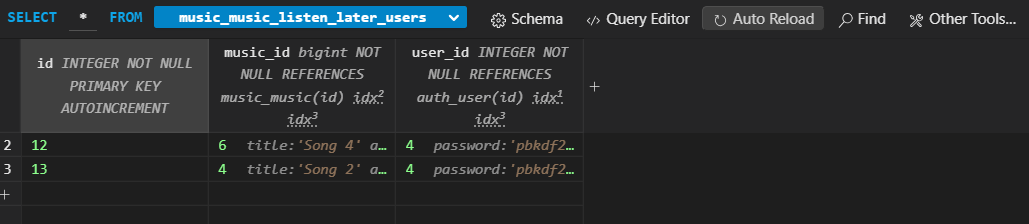 SELECT * FROM music_music_listen_later_users Schema Query Editor Auto Reload Find Other Tools...
id INTEGER NOT NULL PRIMARY KEY AUTOINCREMENT
music_id bigint NOT NULL REFERENCES music_music(id) idx² idx³
user_id INTEGER NOT NULL REFERENCES auth_user(id) idx¹ idx³
+
2 12 6 title:'Song 4' a… 4 password:'pbkdf2…
3 13 4 title:'Song 2' a… 4 password:'pbkdf2…
+